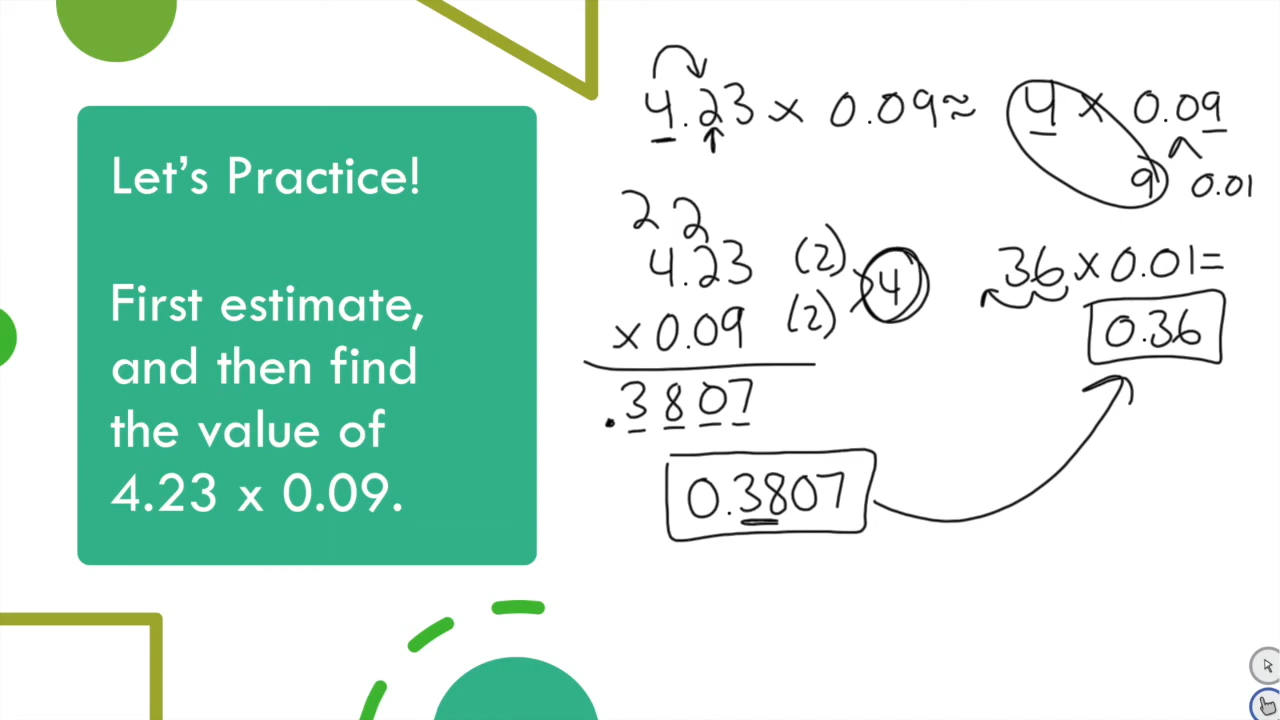 Let's Practice!
First estimate,
and then find
the value of
4.23 x 0.09.
4.23 x 0.09 ≈ 4 x 0.09
9 0.01
36 x 0.01 =
0.36
2 2
4.23 (2)
x 0.09 (2)
4
.3807
0.3807